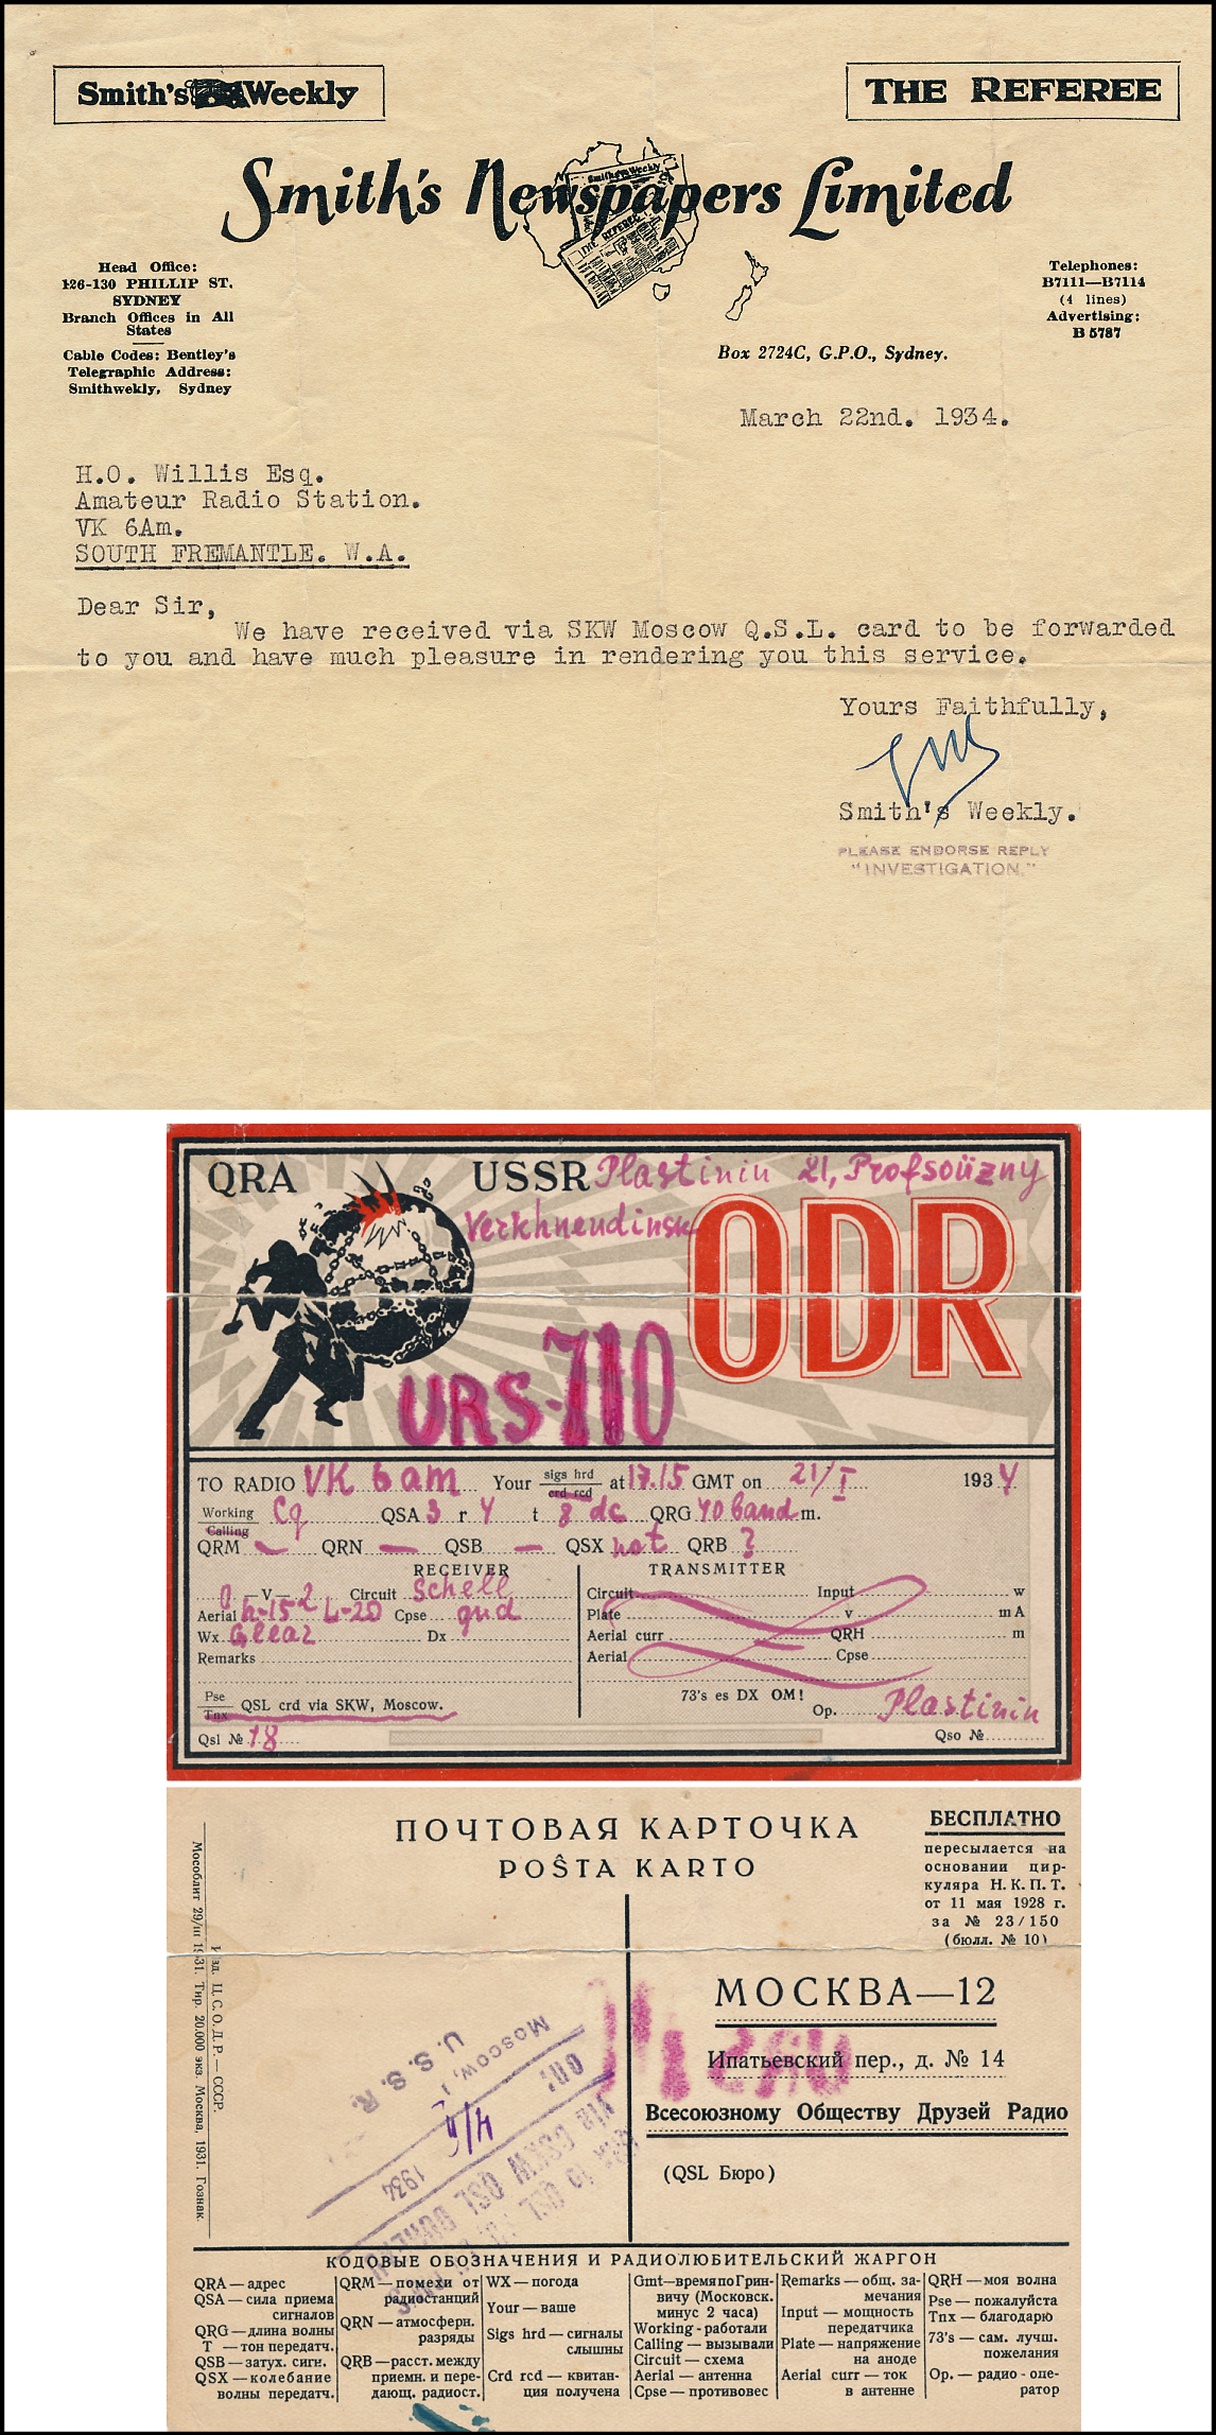 Smith's Weekly
THE REFEREE
Smith's Newspapers Limited
Smith's Weekly
THE REFEREE
Head Office:
126-130 PHILLIP ST.
SYDNEY
Branch Offices in All
States
Cable Codes: Bentley's
Telegraphic Address:
Smithwekly, Sydney
Telephones:
B7111—B7114
(4 lines)
Advertising:
B 5787
Box 2724C, G.P.O., Sydney.
March 22nd. 1934.
H.O. Willis Esq.
Amateur Radio Station.
VK 6Am.
SOUTH FREMANTLE. W.A.
Dear Sir,
We have received via SKW Moscow Q.S.L. card to be forwarded
to you and have much pleasure in rendering you this service.
Yours Faithfully,
Smith's Weekly.
PLEASE ENDORSE REPLY
"INVESTIGATION."
QRA USSR Plastinin 21, Profsoüzny
Verkhneudinsk
ODR
URS-710
TO RADIO VK 6 am Your sigs hrd at 17.15 GMT on 21/I 1934
crd rcd
Working Cq QSA 3 r 4 t 8 dc QRG 40 band m.
Calling
QRM — QRN — QSB — QSX not QRB ?
RECEIVER
TRANSMITTER
0 —V— 2 Circuit Schell
Circuit Input w
Aerial h-15 L-20 Cpse grid
Plate v mA
Wx Clear Dx
Aerial curr QRH m
Remarks
Aerial Cpse
73's es DX OM!
Pse
Tnx QSL crd via SKW, Moscow.
Op. Plastinin
Qsl № 18
Qso №
ПОЧТОВАЯ КАРТОЧКА
POŜTA KARTO
БЕСПЛАТНО
пересылается на
основании цир-
куляра Н.К.П.Т.
от 11 мая 1928 г.
за № 23/150
(бюлл. № 10)
Изд. Ц.С.О.Д.Р.— СССР.
Мособлит 29/III 1931. Тир. 20.000 экз. Москва, 1931. Гознак.
МОСКВА—12
Ипатьевский пер., д. № 14
Всесоюзному Обществу Друзей Радио
(QSL Бюро)
Moscow,
U. S. S. R.
1934
КОДОВЫЕ ОБОЗНАЧЕНИЯ И РАДИОЛЮБИТЕЛЬСКИЙ ЖАРГОН
QRA — адрес
QSA — сила приема
сигналов
QRG — длина волны
T — тон передатч.
QSB — затух. сигн.
QSX — колебание
волны передатч.
QRM — помехи от
радиостанций
QRN — атмосферн.
разряды
QRB — расст. между
приемн. и пере-
дающ. радиост.
WX — погода
Your — ваше
Sigs hrd — сигналы
слышны
Crd rcd — квитан-
ция получена
Gmt — время по Грин-
вичу (Московск.
минус 2 часа)
Working - работали
Calling — вызывали
Circuit — схема
Aerial — антенна
Cpse — противовес
Remarks — общ. за-
мечания
Input — мощность
передатчика
Plate — напряжение
на аноде
Aerial curr — ток
в антенне
QRH — моя волна
Pse — пожалуйста
Tnx — благодарю
73's — сам. лучш.
пожелания
Op. — радио - опе-
ратор